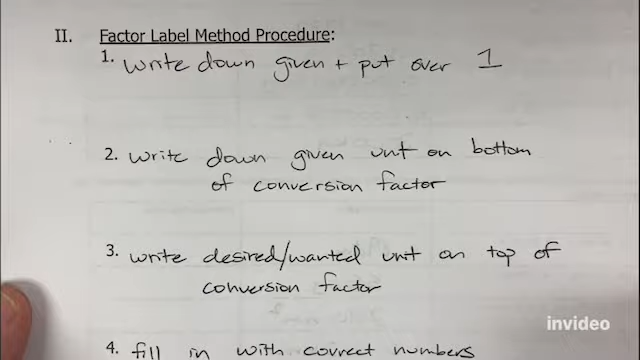 II. Factor Label Method Procedure:
1. write down given + put over 1
2. write down given unit on bottom
of conversion factor
3. write desired/wanted unit on top of
conversion factor
4. fill in with correct numbers
invideo